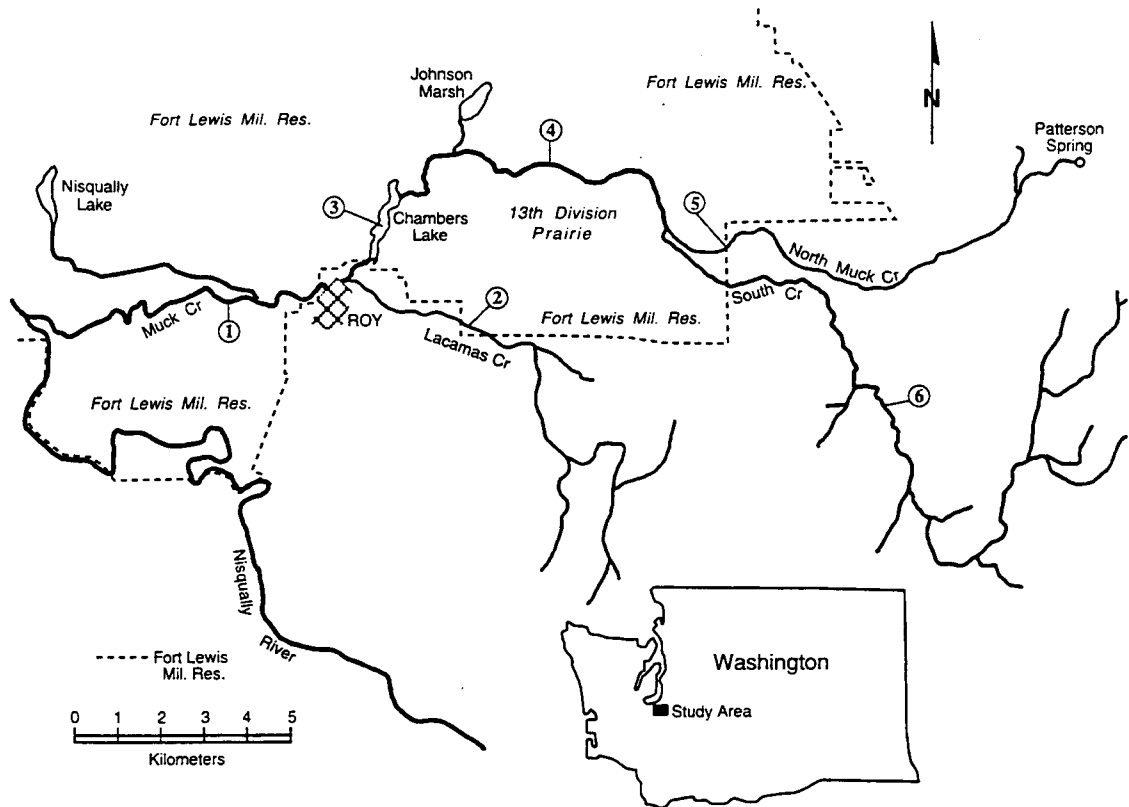 Johnson
Marsh
Fort Lewis Mil. Res.
N
Fort Lewis Mil. Res.
4
Patterson
Spring
Nisqually
Lake
3
Chambers
Lake
13th Division
Prairie
5
North Muck Cr
South Cr
Muck Cr
1
ROY
2
Lacamas Cr
Fort Lewis Mil. Res.
Fort Lewis Mil. Res.
6
Nisqually
River
Fort Lewis
Mil. Res.
0 1 2 3 4 5
Kilometers
Washington
Study Area